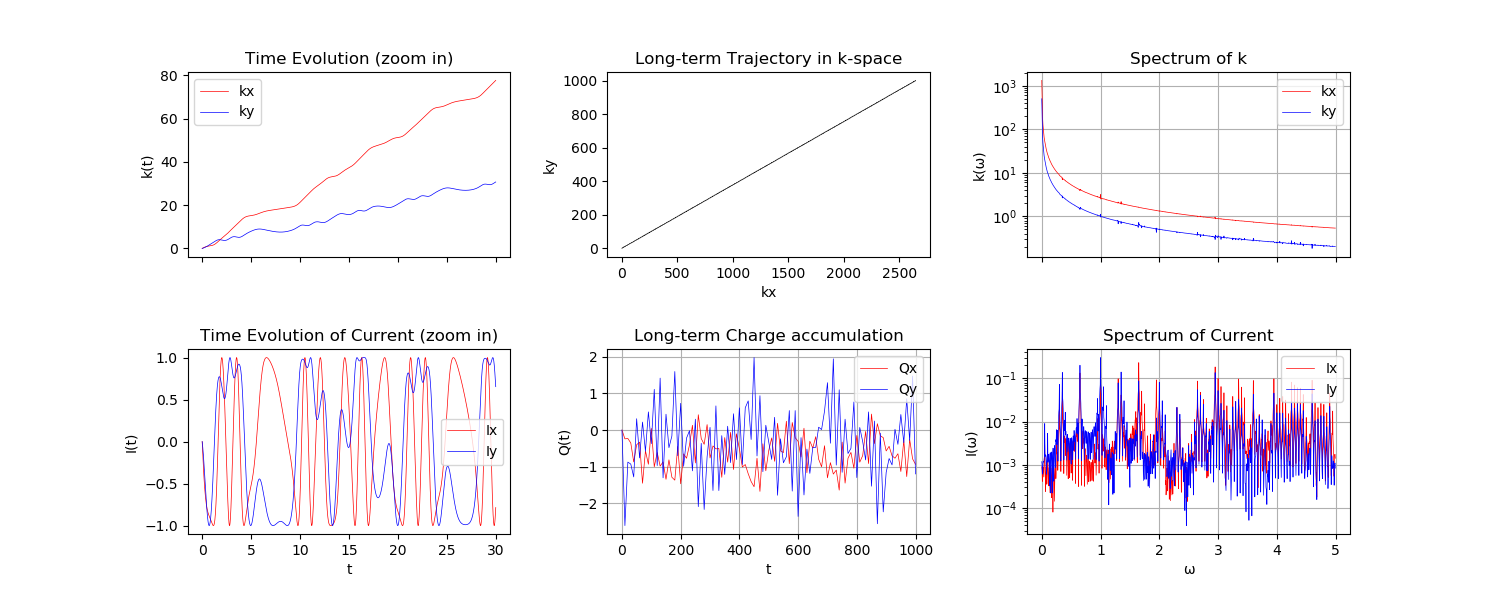 Time Evolution (zoom in)
k(t)
80
60
40
20
0
kx
ky
Long-term Trajectory in k-space
ky
1000
800
600
400
200
0
0 500 1000 1500 2000 2500
kx
Spectrum of k
k(ω)
10³
10²
10¹
10⁰
kx
ky
Time Evolution of Current (zoom in)
I(t)
1.0
0.5
0.0
−0.5
−1.0
Ix
Iy
0 5 10 15 20 25 30
t
Long-term Charge accumulation
Q(t)
2
1
0
−1
−2
Qx
Qy
0 200 400 600 800 1000
t
Spectrum of Current
I(ω)
10⁻¹
10⁻²
10⁻³
10⁻⁴
Ix
Iy
0 1 2 3 4 5
ω